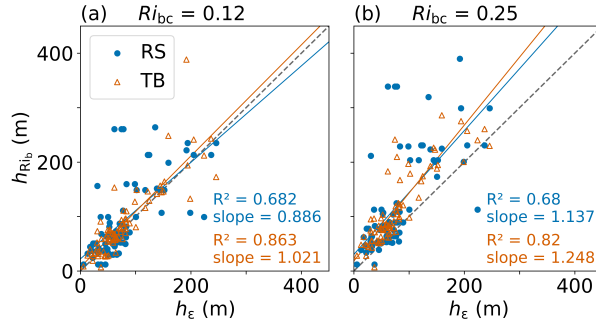 (a) Ri_bc = 0.12
(b) Ri_bc = 0.25
RS
TB
h_Ri_b (m)
400
200
0
R² = 0.682
slope = 0.886
R² = 0.863
slope = 1.021
R² = 0.68
slope = 1.137
R² = 0.82
slope = 1.248
0 200 400
0 200 400
h_ε (m)
h_ε (m)